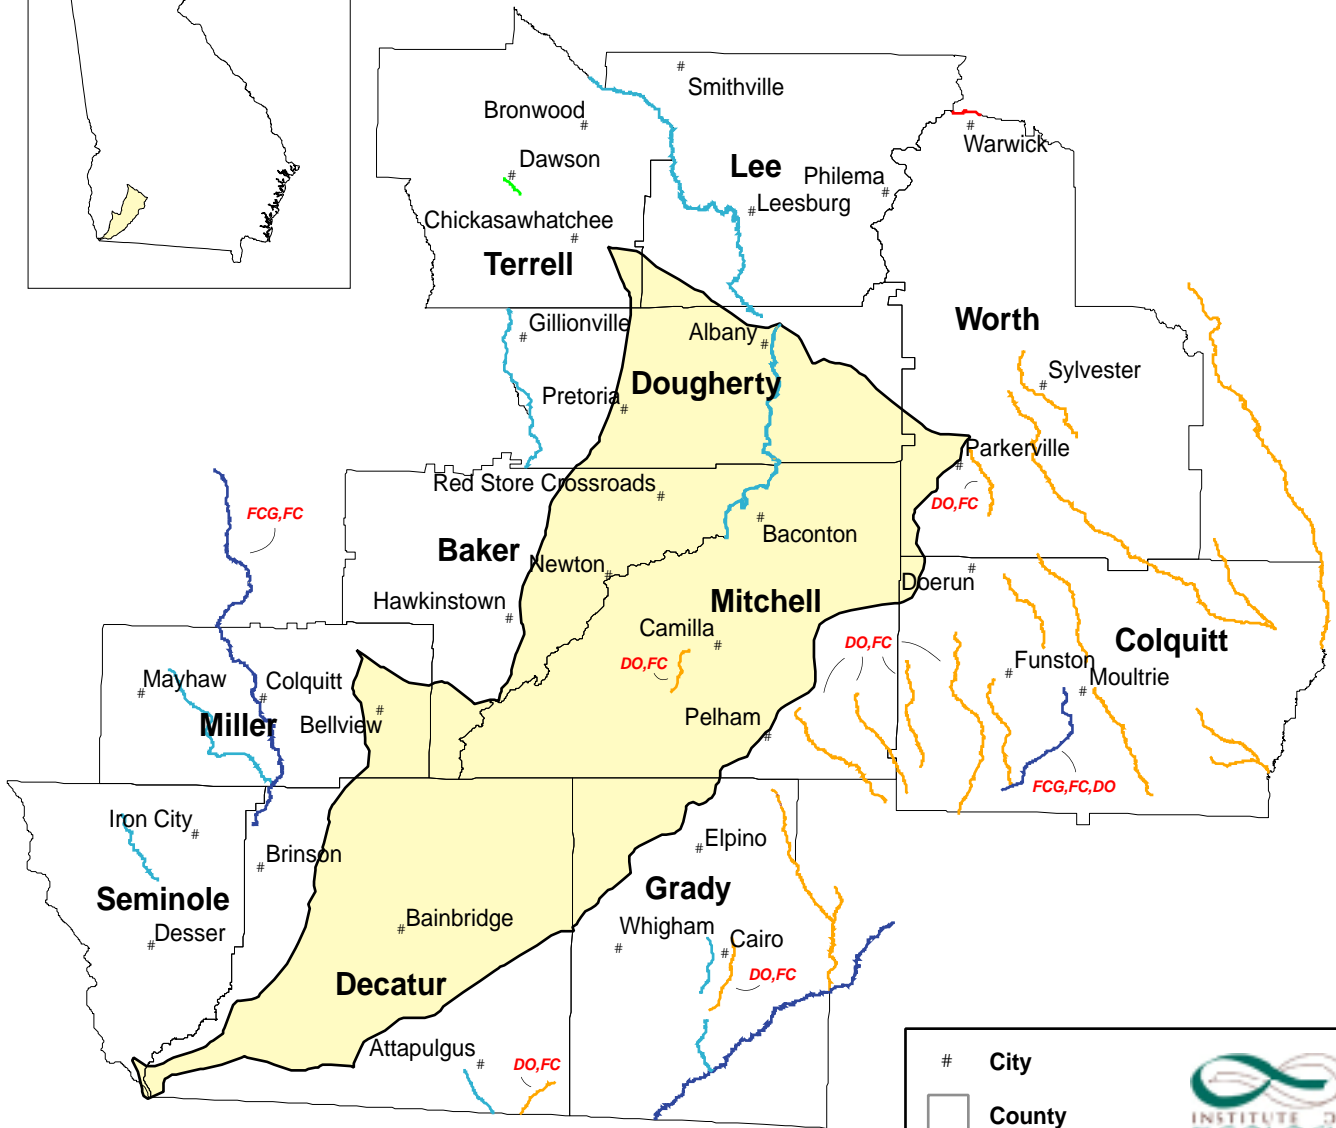 Smithville
Bronwood
Warwick
Dawson
Lee
Philema
Leesburg
Chickasawhatchee
Terrell
Gillionville
Albany
Worth
Sylvester
Dougherty
Pretoria
Parkerville
Red Store Crossroads
DO,FC
FCG,FC
Baconton
Baker
Newton
Doerun
Hawkinstown
Mitchell
Camilla
DO,FC
DO,FC
Colquitt
Funston
Moultrie
Mayhaw
Colquitt
Miller
Bellview
Pelham
FCG,FC,DO
Iron City
Brinson
Elpino
Grady
Seminole
Desser
Bainbridge
Whigham
Cairo
DO,FC
Decatur
Attapulgus
DO,FC
# City
County
INSTITUTE